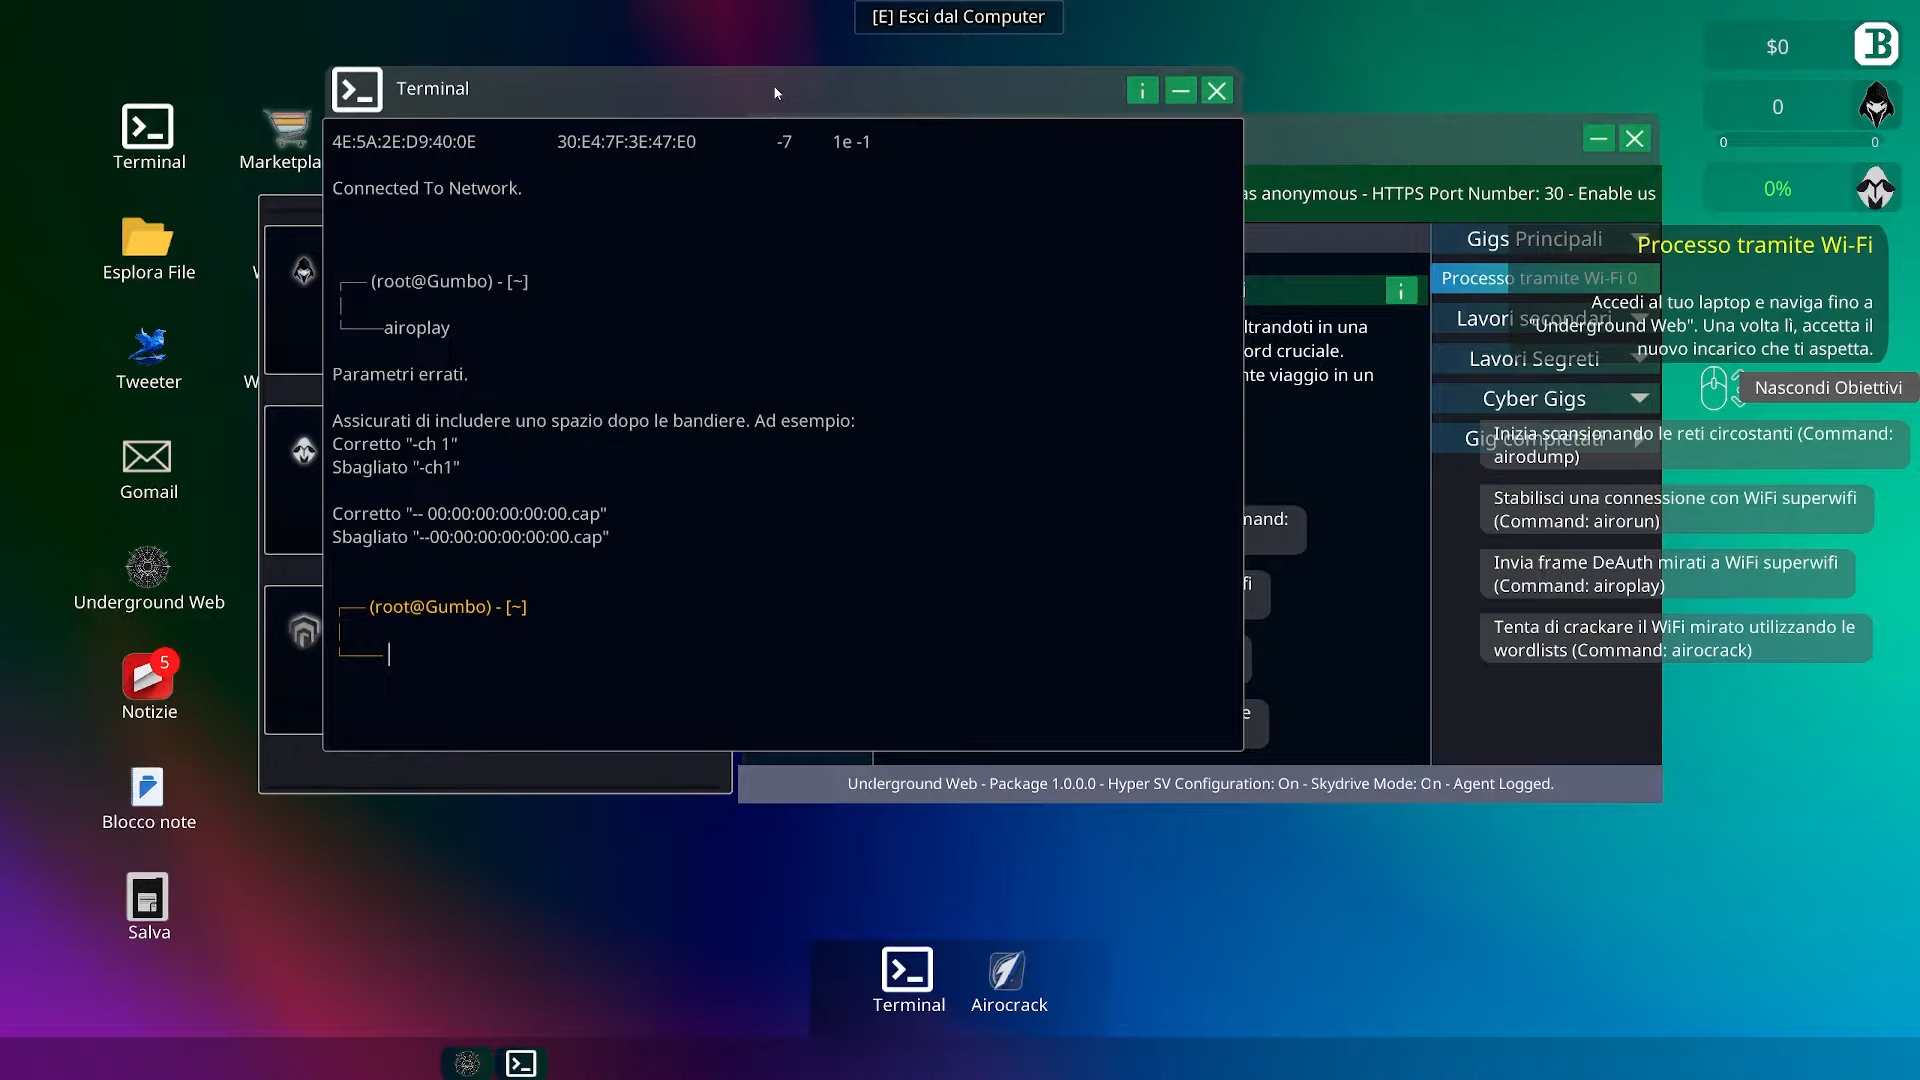 [E] Esci dal Computer
$0
0
0 0
0%
Terminal
4E:5A:2E:D9:40:0E 30:E4:7F:3E:47:E0 -7 1e -1
Connected To Network.
(root@Gumbo) - [~]
airoplay
Parametri errati.
Assicurati di includere uno spazio dopo le bandiere. Ad esempio:
Corretto "-ch 1"
Sbagliato "-ch1"
Corretto "-- 00:00:00:00:00:00.cap"
Sbagliato "--00:00:00:00:00:00.cap"
(root@Gumbo) - [~]
Terminal
Marketpla
Esplora File
Tweeter
W
Gomail
Underground Web
5
Notizie
Blocco note
Salva
as anonymous - HTTPS Port Number: 30 - Enable us
Gigs Principali
Processo tramite Wi-Fi 0
Lavori secondari
Lavori Segreti
Cyber Gigs
Gig completati
ltrandoti in una
ord cruciale.
nte viaggio in un
mand:
fi
e
Processo tramite Wi-Fi
Accedi al tuo laptop e naviga fino a
"Underground Web". Una volta lì, accetta il
nuovo incarico che ti aspetta.
Nascondi Obiettivi
Inizia scansionando le reti circostanti (Command:
airodump)
Stabilisci una connessione con WiFi superwifi
(Command: airorun)
Invia frame DeAuth mirati a WiFi superwifi
(Command: airoplay)
Tenta di crackare il WiFi mirato utilizzando le
wordlists (Command: airocrack)
Underground Web - Package 1.0.0.0 - Hyper SV Configuration: On - Skydrive Mode: On - Agent Logged.
Terminal
Airocrack